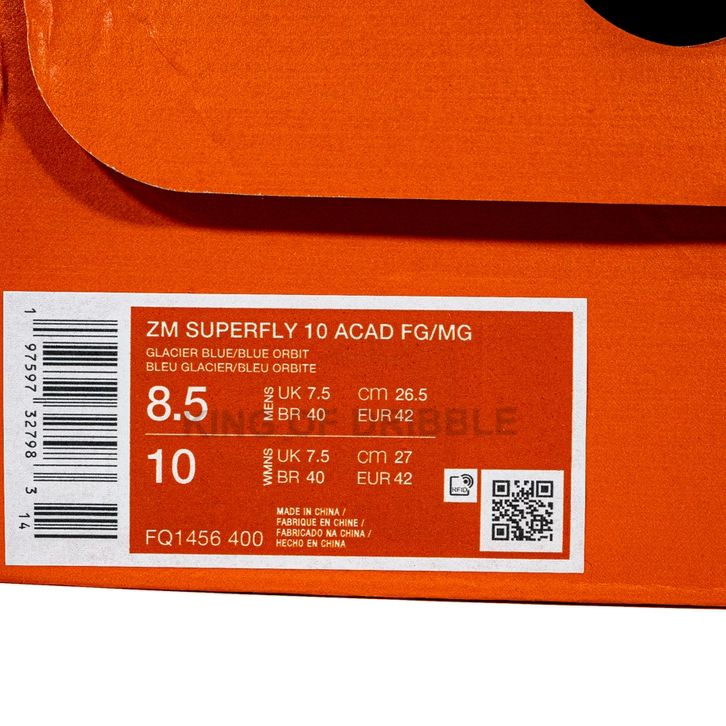 ZM SUPERFLY 10 ACAD FG/MG
GLACIER BLUE/BLUE ORBIT
BLEU GLACIER/BLEU ORBITE
8.5 MENS UK 7.5 CM 26.5
BR 40 EUR 42
KING OF DRIBBLE
10 WMNS UK 7.5 CM 27
BR 40 EUR 42
RFID
FQ1456 400
MADE IN CHINA /
FABRIQUE EN CHINE /
FABRICADO NA CHINA /
HECHO EN CHINA
1 97597 32798 3 14